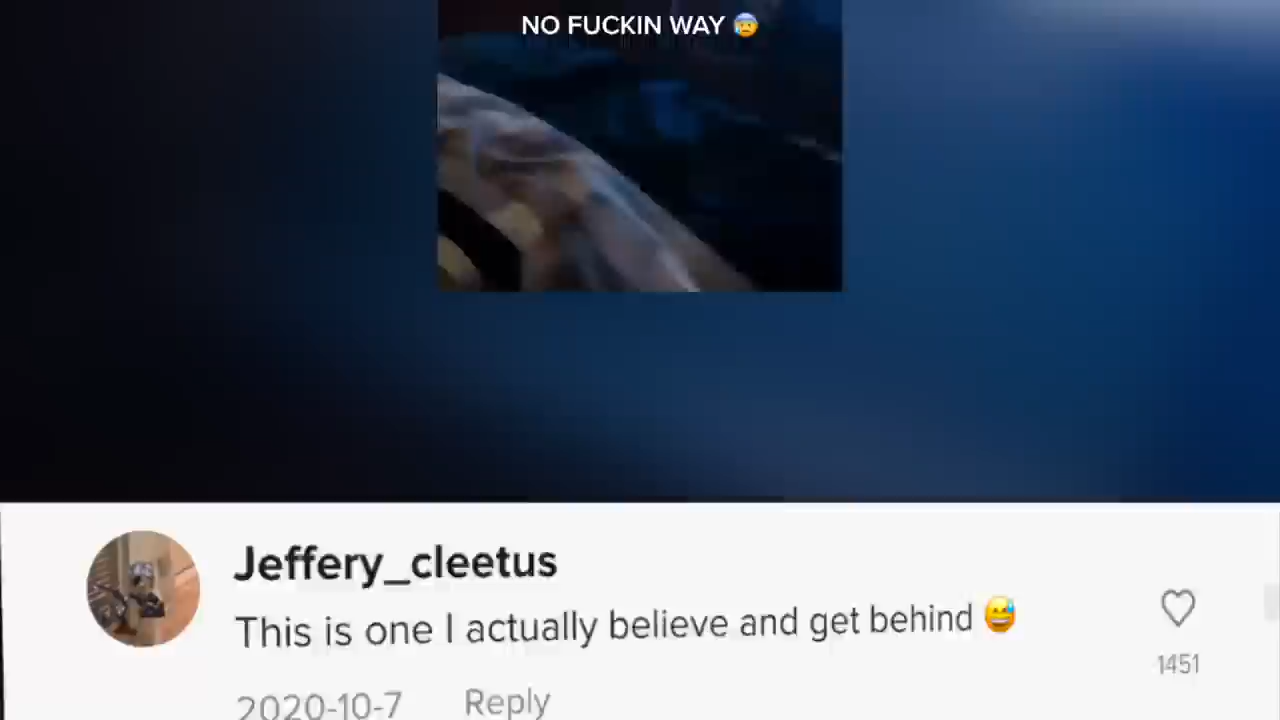 NO FUCKIN WAY 😰
Jeffery_cleetus
This is one I actually believe and get behind 😅
1451
2020-10-7 Reply